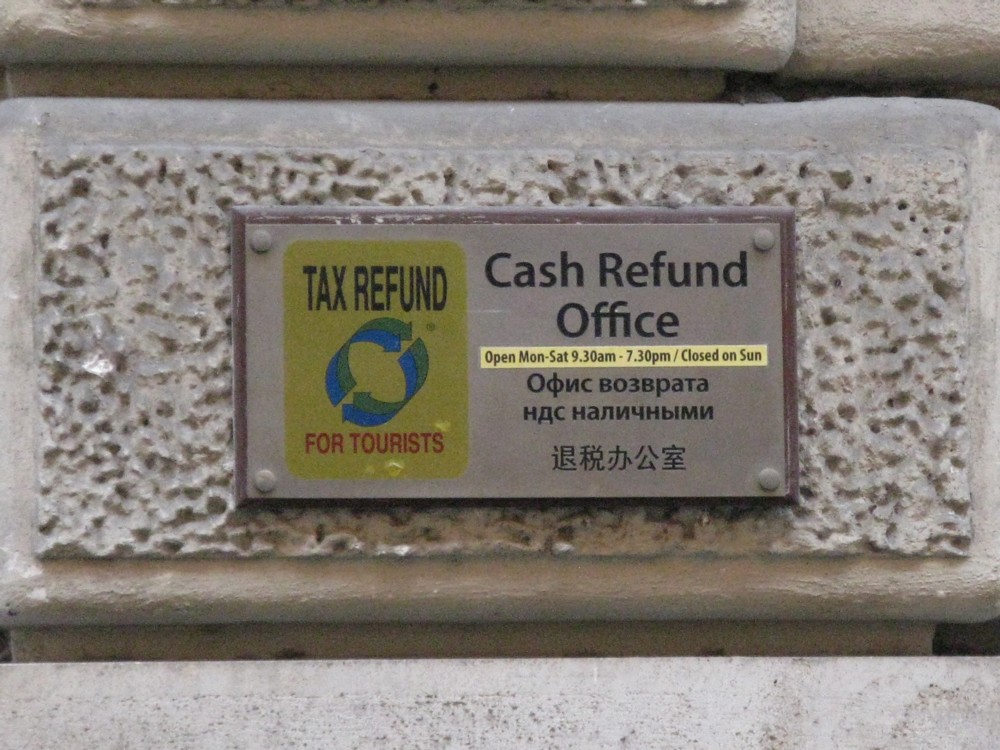 TAX REFUND
FOR TOURISTS
Cash Refund
Office
Open Mon-Sat 9.30am - 7.30pm / Closed on Sun
Офис возврата
ндс наличными
退税办公室